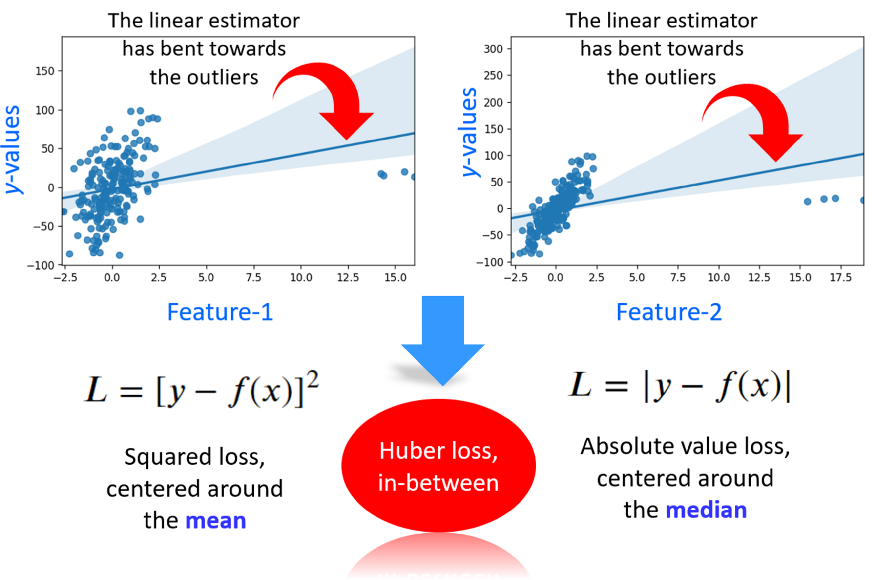 The linear estimator
has bent towards
the outliers
The linear estimator
has bent towards
the outliers
y-values
150
100
50
0
−50
−100
−2.5 0.0 2.5 5.0 7.5 10.0 12.5 15.0
Feature-1
y-values
300
250
200
150
100
50
0
−50
−100
−2.5 0.0 2.5 5.0 7.5 10.0 12.5 15.0 17.5
Feature-2
L = [y − f(x)]²
Squared loss,
centered around
the mean
Huber loss,
in-between
L = |y − f(x)|
Absolute value loss,
centered around
the median